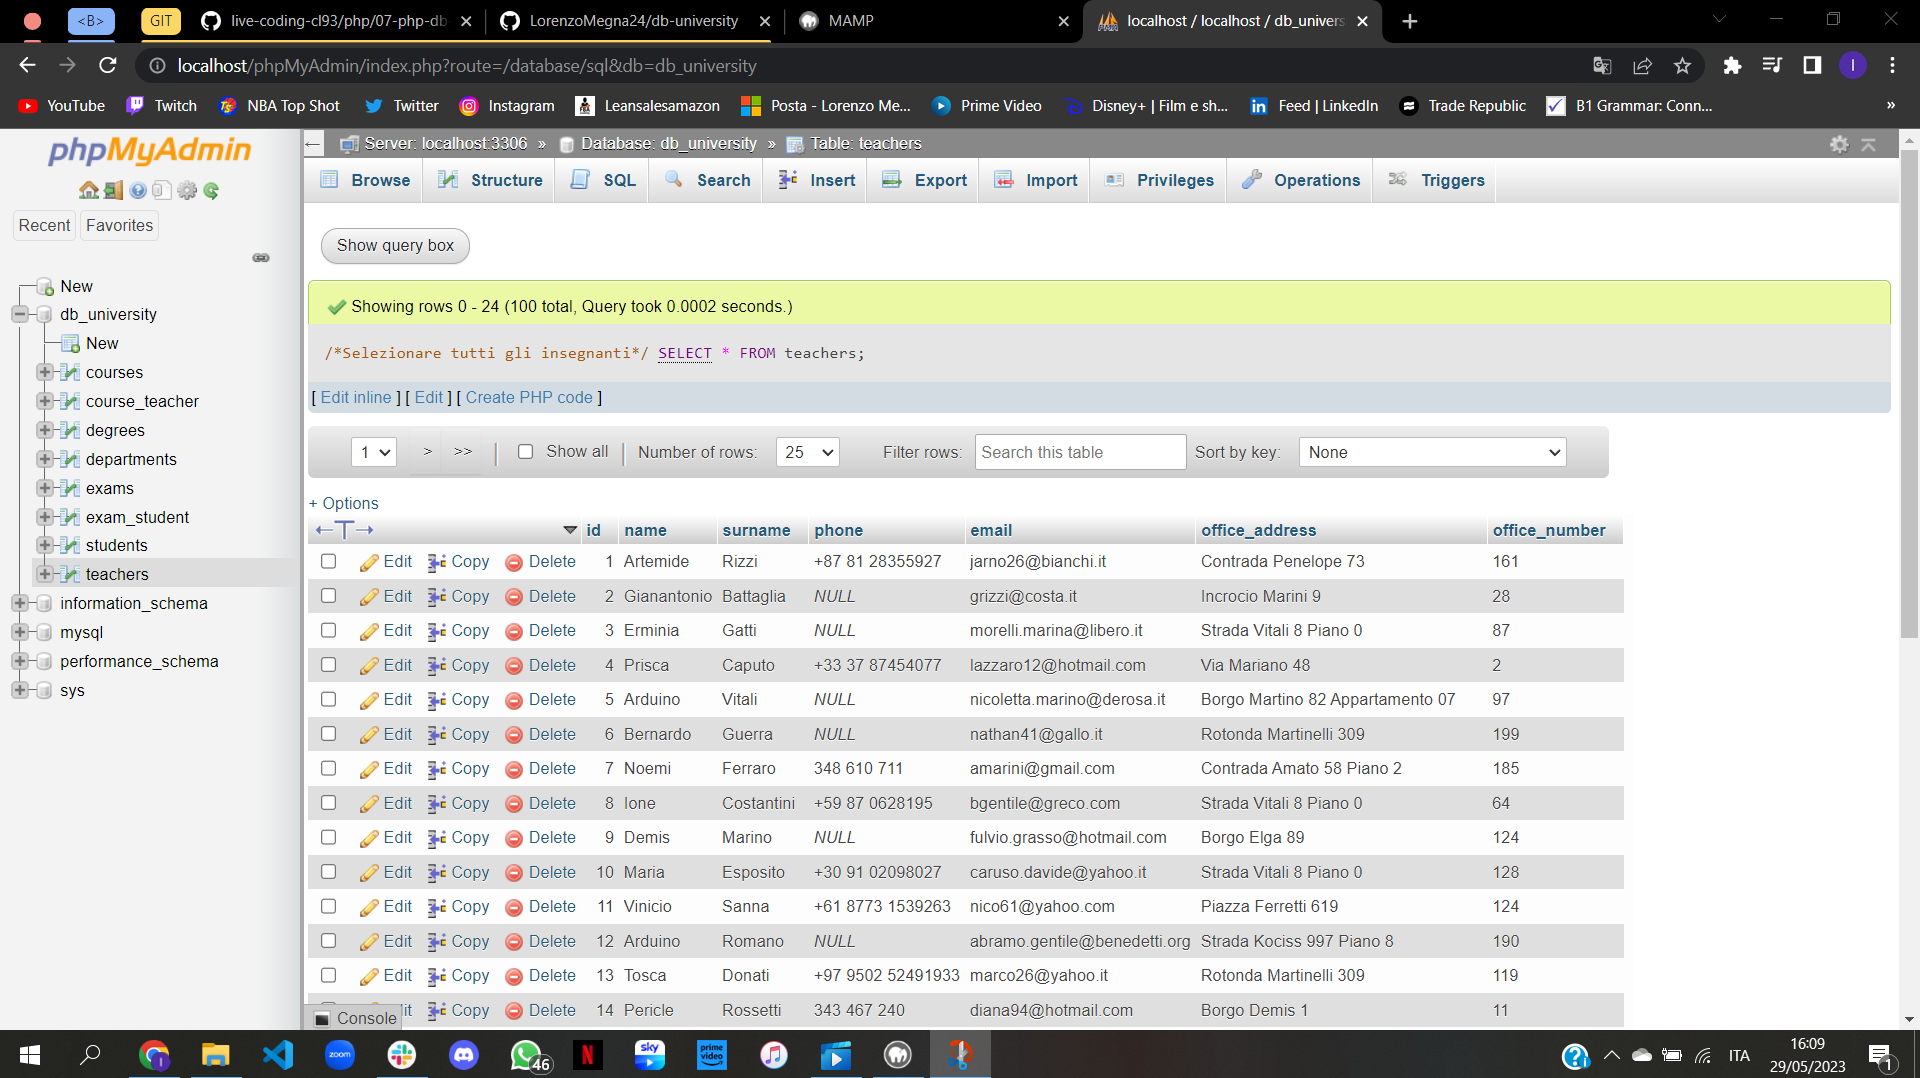 <B>
GIT
live-coding-cl93/php/07-php-db
LorenzoMegna24/db-university
MAMP
localhost / localhost / db_univers
localhost/phpMyAdmin/index.php?route=/database/sql&db=db_university
I
YouTube
Twitch
NBA Top Shot
Twitter
Instagram
Leansalesamazon
Posta - Lorenzo Me...
Prime Video
Disney+ | Film e sh...
Feed | LinkedIn
Trade Republic
B1 Grammar: Conn...
»
phpMyAdmin
Recent
Favorites
New
db_university
New
courses
course_teacher
degrees
departments
exams
exam_student
students
teachers
information_schema
mysql
performance_schema
sys
Server: localhost:3306 » Database: db_university » Table: teachers
Browse
Structure
SQL
Search
Insert
Export
Import
Privileges
Operations
Triggers
Show query box
Showing rows 0 - 24 (100 total, Query took 0.0002 seconds.)
/*Selezionare tutti gli insegnanti*/ SELECT * FROM teachers;
[ Edit inline ] [ Edit ] [ Create PHP code ]
1 > >> | Show all | Number of rows: 25 Filter rows: Search this table Sort by key: None
+ Options
←T→ id name surname phone email office_address office_number
Edit Copy Delete 1 Artemide Rizzi +87 81 28355927 jarno26@bianchi.it Contrada Penelope 73 161
Edit Copy Delete 2 Gianantonio Battaglia NULL grizzi@costa.it Incrocio Marini 9 28
Edit Copy Delete 3 Erminia Gatti NULL morelli.marina@libero.it Strada Vitali 8 Piano 0 87
Edit Copy Delete 4 Prisca Caputo +33 37 87454077 lazzaro12@hotmail.com Via Mariano 48 2
Edit Copy Delete 5 Arduino Vitali NULL nicoletta.marino@derosa.it Borgo Martino 82 Appartamento 07 97
Edit Copy Delete 6 Bernardo Guerra NULL nathan41@gallo.it Rotonda Martinelli 309 199
Edit Copy Delete 7 Noemi Ferraro 348 610 711 amarini@gmail.com Contrada Amato 58 Piano 2 185
Edit Copy Delete 8 Ione Costantini +59 87 0628195 bgentile@greco.com Strada Vitali 8 Piano 0 64
Edit Copy Delete 9 Demis Marino NULL fulvio.grasso@hotmail.com Borgo Elga 89 124
Edit Copy Delete 10 Maria Esposito +30 91 02098027 caruso.davide@yahoo.it Strada Vitali 8 Piano 0 128
Edit Copy Delete 11 Vinicio Sanna +61 8773 1539263 nico61@yahoo.com Piazza Ferretti 619 124
Edit Copy Delete 12 Arduino Romano NULL abramo.gentile@benedetti.org Strada Kociss 997 Piano 8 190
Edit Copy Delete 13 Tosca Donati +97 9502 52491933 marco26@yahoo.it Rotonda Martinelli 309 119
Copy Delete 14 Pericle Rossetti 343 467 240 diana94@hotmail.com Borgo Demis 1 11
Console
zoom
46
N
sky
prime video
ITA
16:09
29/05/2023
1